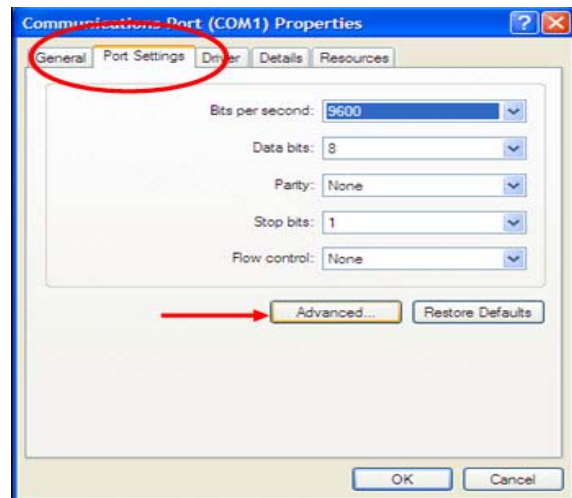 Communications Port (COM1) Properties
General Port Settings Driver Details Resources
Bits per second: 9600
Data bits: 8
Parity: None
Stop bits: 1
Flow control: None
Advanced... Restore Defaults
OK Cancel